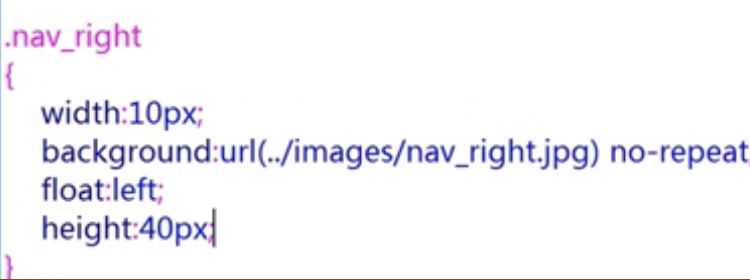 .nav_right
{
width:10px;
background:url(../images/nav_right.jpg) no-repeat
float:left;
height:40px;
}